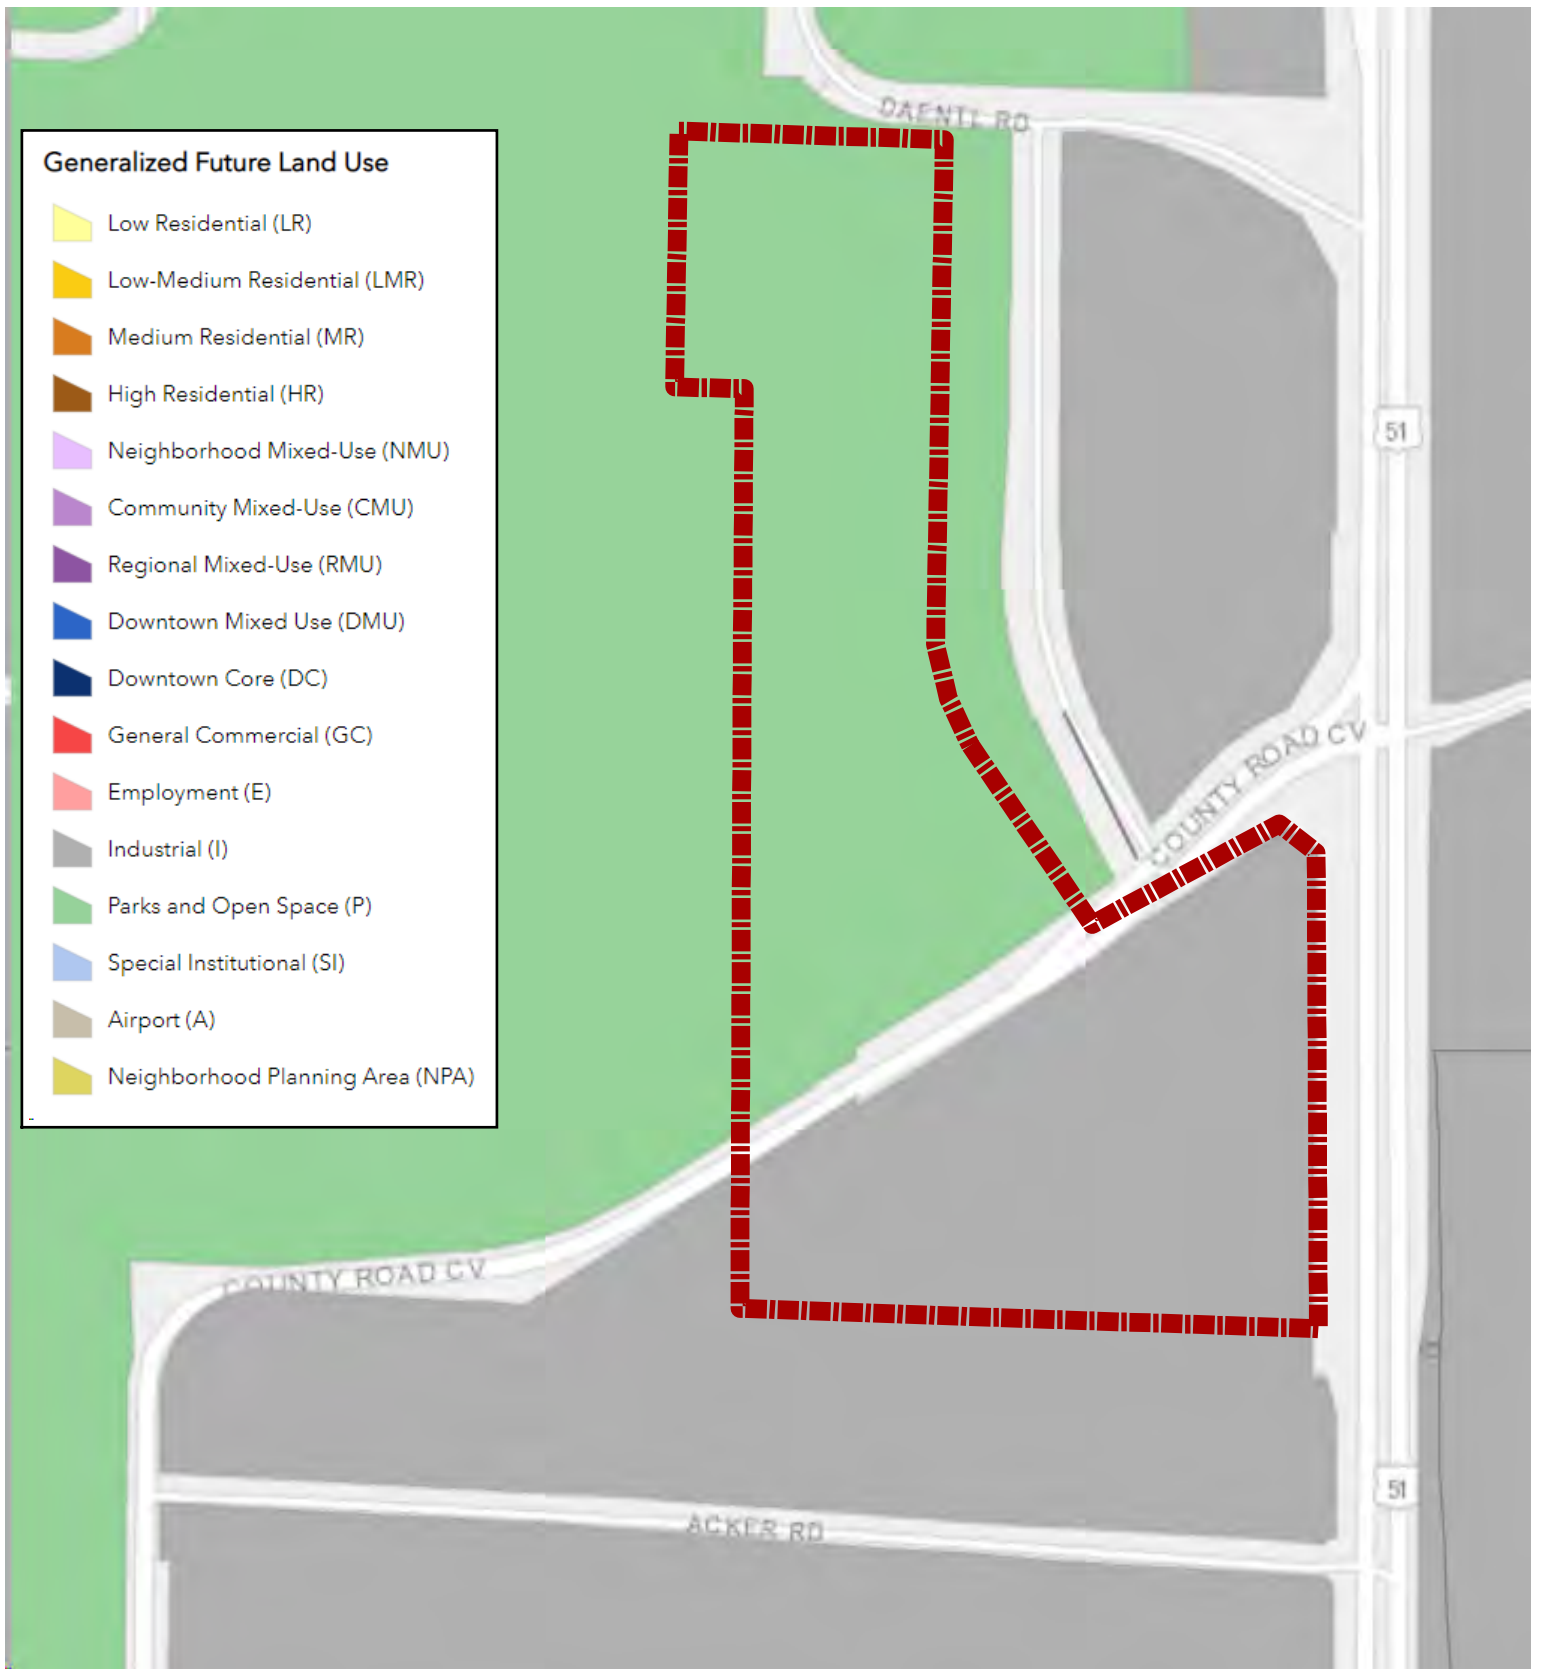 DAENTL RD
Generalized Future Land Use
Low Residential (LR)
Low-Medium Residential (LMR)
Medium Residential (MR)
High Residential (HR)
Neighborhood Mixed-Use (NMU)
Community Mixed-Use (CMU)
Regional Mixed-Use (RMU)
Downtown Mixed Use (DMU)
Downtown Core (DC)
General Commercial (GC)
Employment (E)
Industrial (I)
Parks and Open Space (P)
Special Institutional (SI)
Airport (A)
Neighborhood Planning Area (NPA)
51
COUNTY ROAD CV
COUNTY ROAD CV
51
ACKER RD